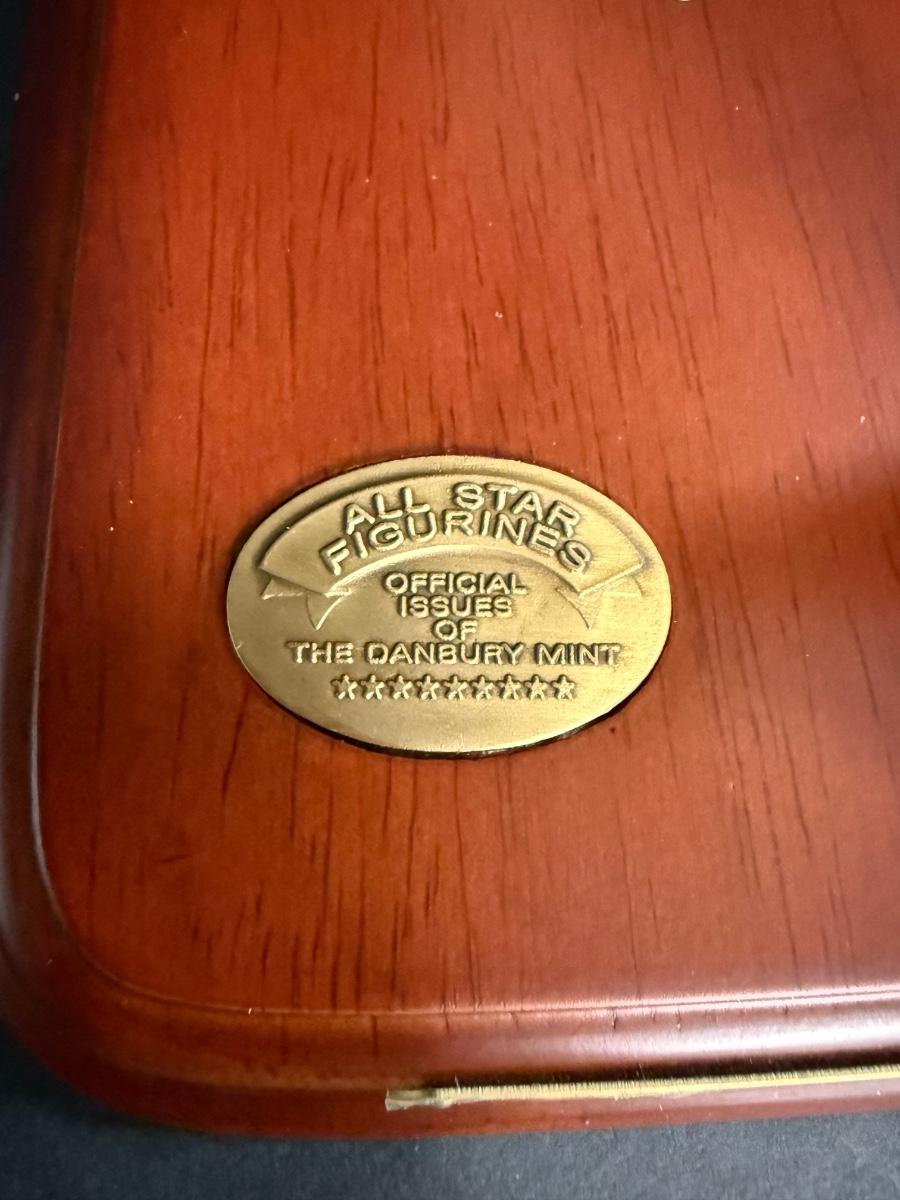 ALL STAR
FIGURINES
OFFICIAL
ISSUES
OF
THE DANBURY MINT